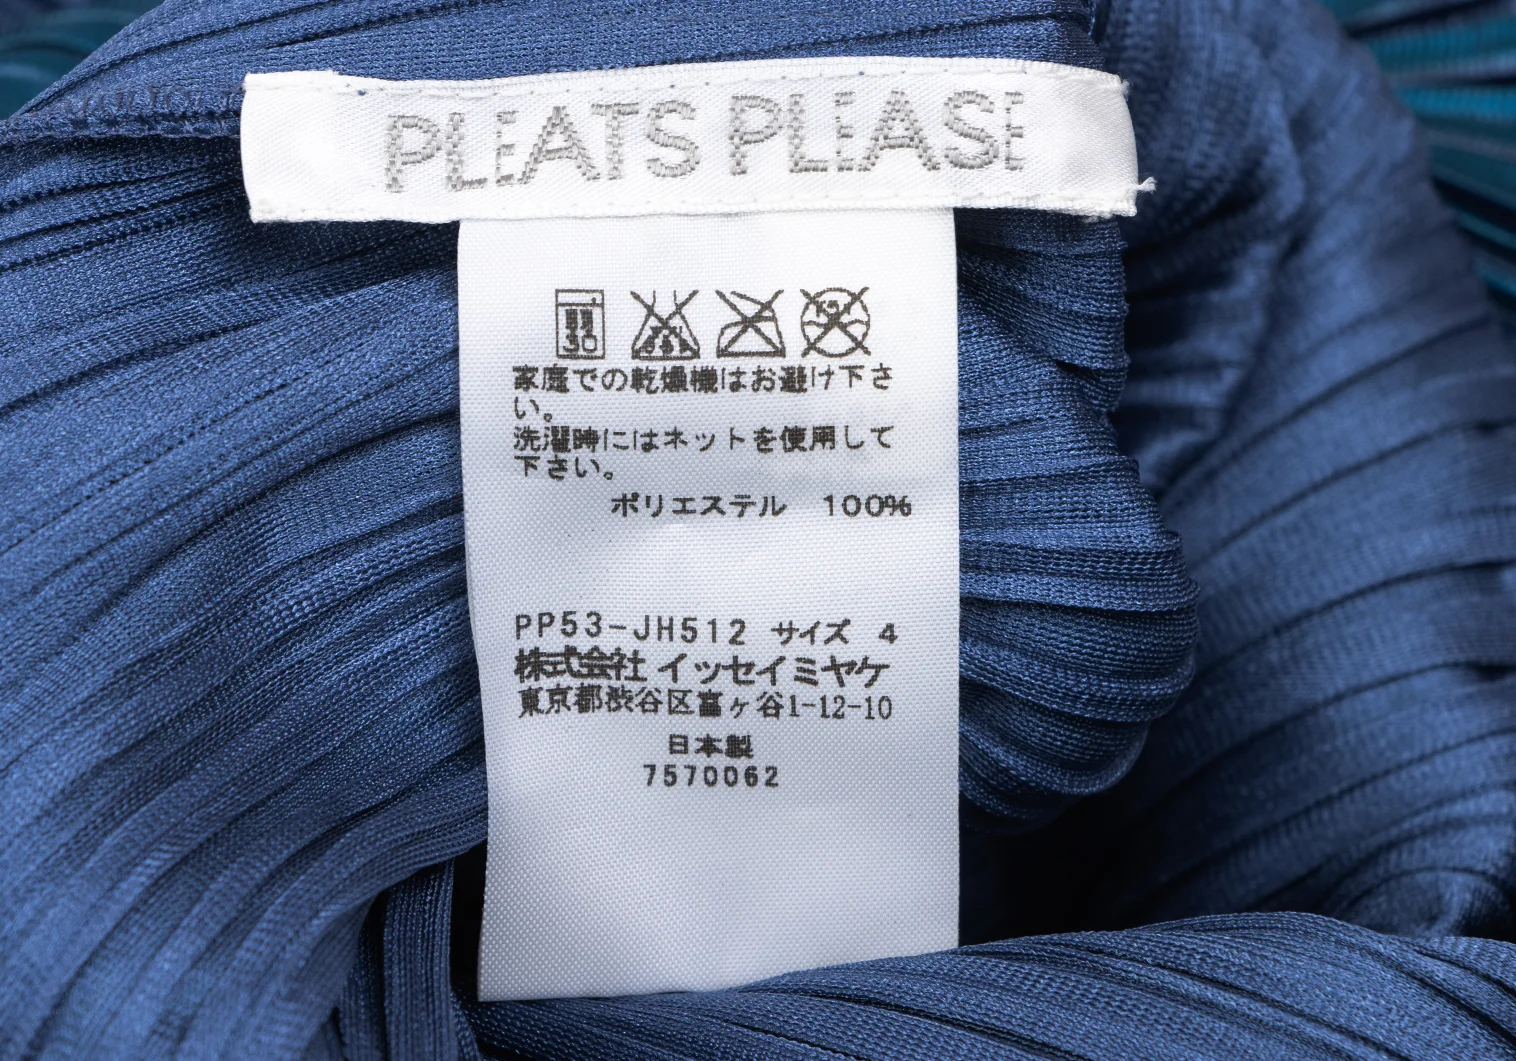 PLEATS PLEASE
家庭での乾燥機はお避け下さ
い。
洗濯時にはネットを使用して
下さい。
ポリエステル 100%
PP53-JH512 サイズ 4
株式会社 イッセイミヤケ
東京都渋谷区富ヶ谷1-12-10
日本製
7570062